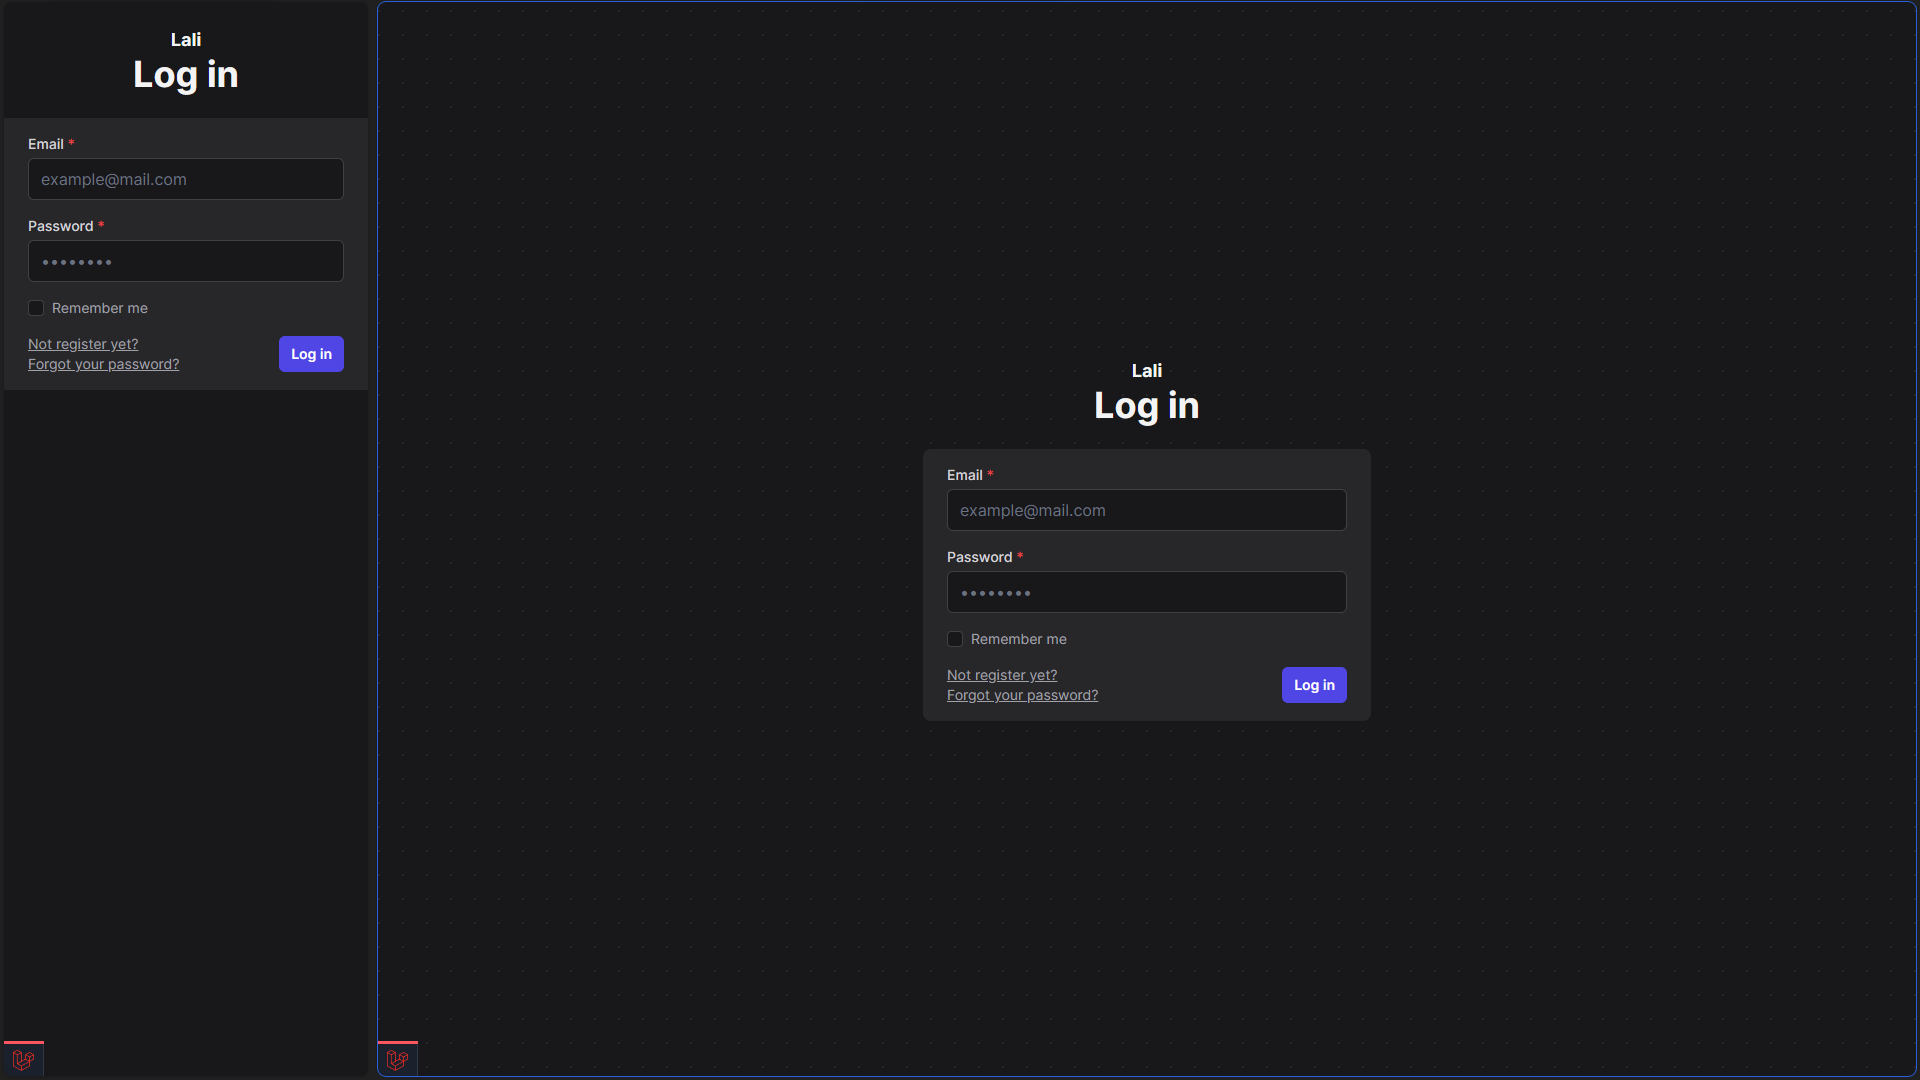 Lali
Log in
Email *
example@mail.com
Password *
••••••••
Remember me
Not register yet?
Forgot your password?
Log in
Lali
Log in
Email *
example@mail.com
Password *
••••••••
Remember me
Not register yet?
Forgot your password?
Log in